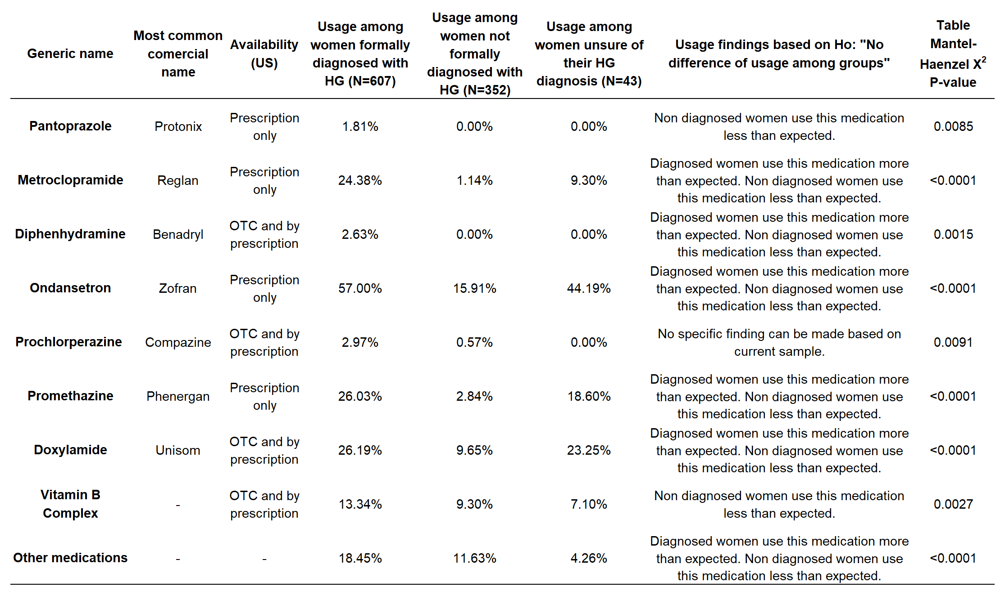 Generic name
Most common
comercial
name
Availability
(US)
Usage among
women formally
diagnosed with
HG (N=607)
Usage among
women not
formally
diagnosed with
HG (N=352)
Usage among
women unsure of
their HG
diagnosis (N=43)
Usage findings based on Ho: "No
difference of usage among groups"
Table
Mantel-
Haenzel X2
P-value
Pantoprazole
Protonix
Prescription
only
1.81%
0.00%
0.00%
Non diagnosed women use this medication
less than expected.
0.0085
Metroclopramide
Reglan
Prescription
only
24.38%
1.14%
9.30%
Diagnosed women use this medication more
than expected. Non diagnosed women use
this medication less than expected.
<0.0001
Diphenhydramine
Benadryl
OTC and by
prescription
2.63%
0.00%
0.00%
Diagnosed women use this medication more
than expected. Non diagnosed women use
this medication less than expected.
0.0015
Ondansetron
Zofran
Prescription
only
57.00%
15.91%
44.19%
Diagnosed women use this medication more
than expected. Non diagnosed women use
this medication less than expected.
<0.0001
Prochlorperazine
Compazine
OTC and by
prescription
2.97%
0.57%
0.00%
No specific finding can be made based on
current sample.
0.0091
Promethazine
Phenergan
Prescription
only
26.03%
2.84%
18.60%
Diagnosed women use this medication more
than expected. Non diagnosed women use
this medication less than expected.
<0.0001
Doxylamide
Unisom
OTC and by
prescription
26.19%
9.65%
23.25%
Diagnosed women use this medication more
than expected. Non diagnosed women use
this medication less than expected.
<0.0001
Vitamin B
Complex
-
OTC and by
prescription
13.34%
9.30%
7.10%
Non diagnosed women use this medication
less than expected.
0.0027
Other medications
-
-
18.45%
11.63%
4.26%
Diagnosed women use this medication more
than expected. Non diagnosed women use
this medication less than expected.
<0.0001